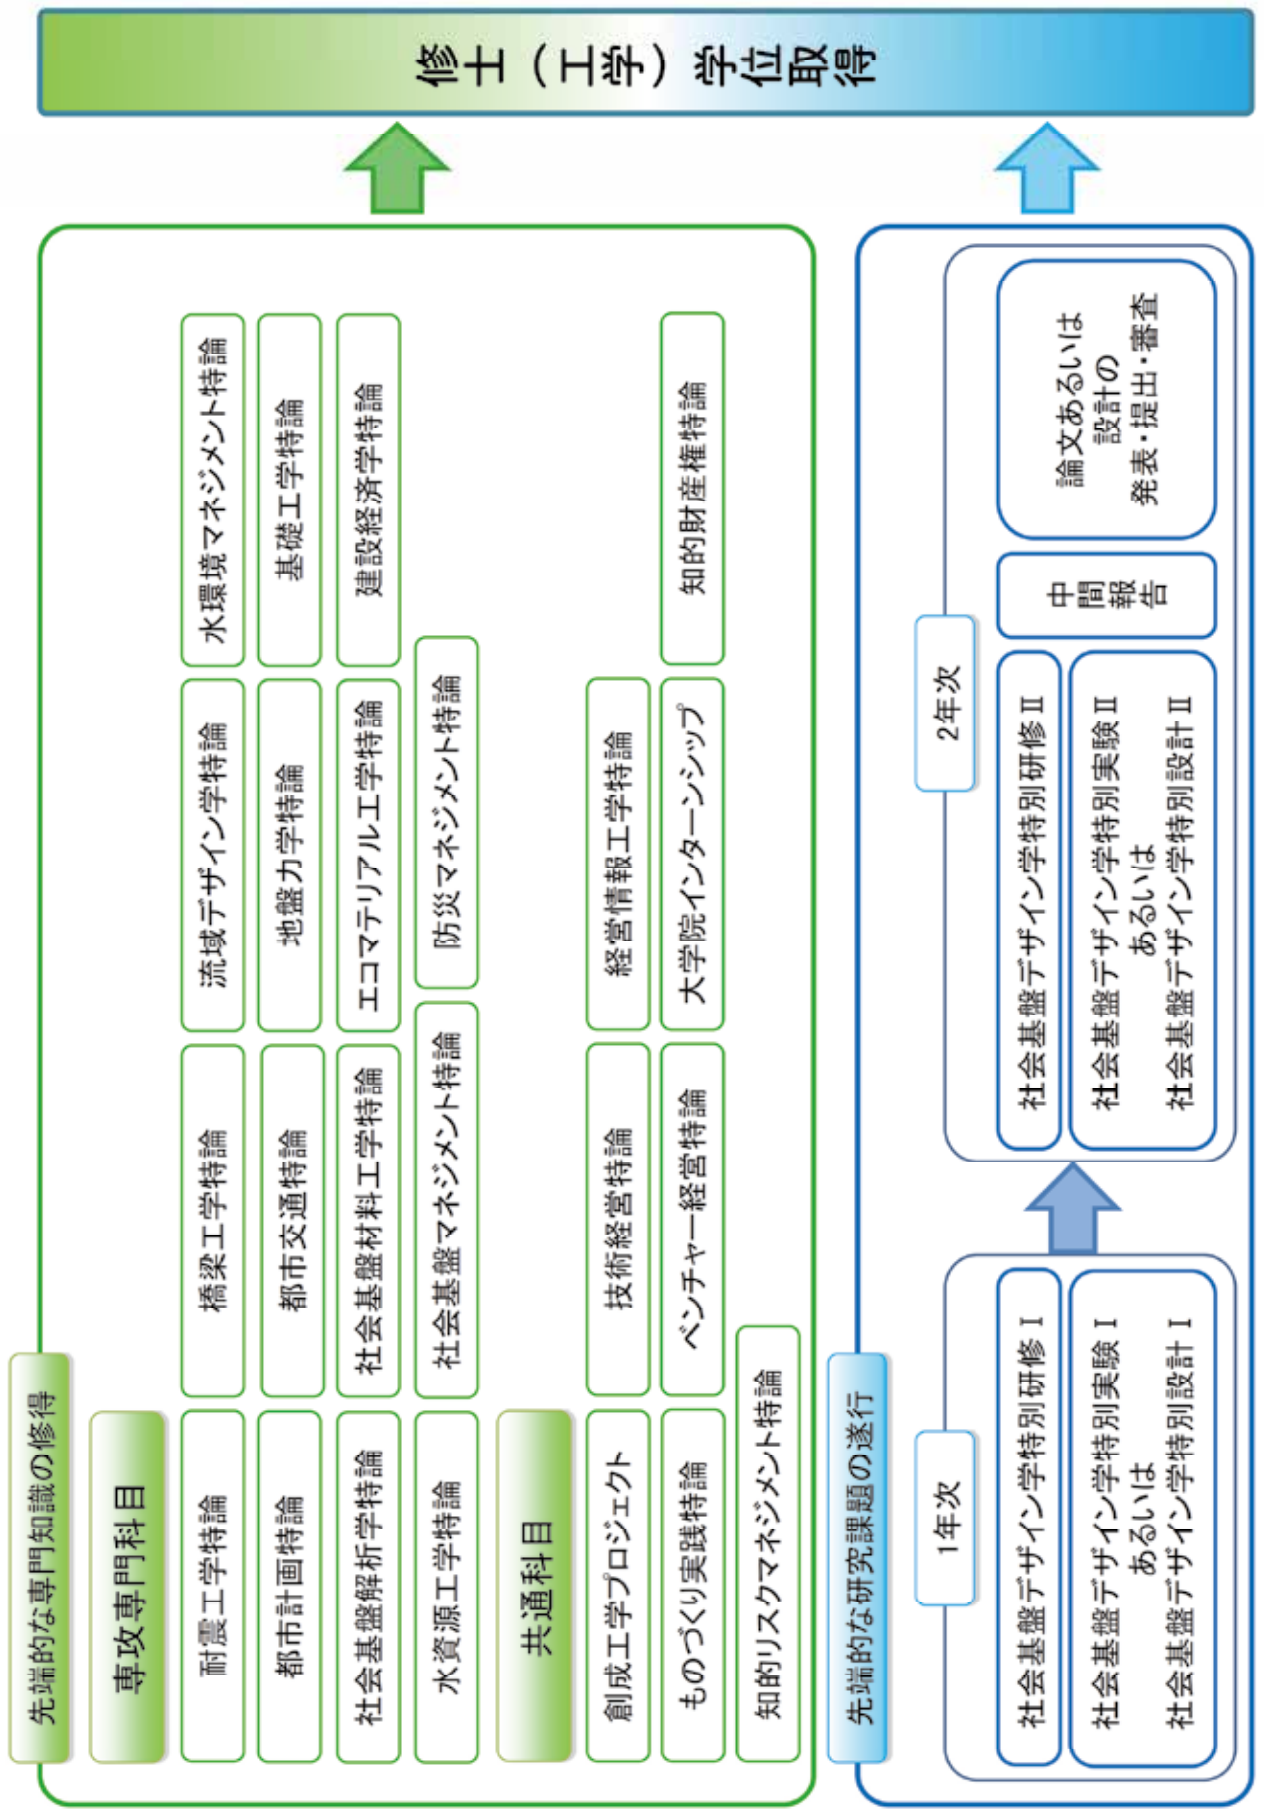 先端的な専門知識の修得
専攻専門科目
耐震工学特論
橋梁工学特論
流域デザイン学特論
水環境マネジメント特論
都市計画特論
都市交通特論
地盤力学特論
基礎工学特論
社会基盤解析学特論
社会基盤材料工学特論
エコマテリアル工学特論
建設経済学特論
水資源工学特論
社会基盤マネジメント特論
防災マネジメント特論
共通科目
創成工学プロジェクト
技術経営特論
経営情報工学特論
ものづくり実践特論
ベンチャー経営特論
大学院インターンシップ
知的財産権特論
知的リスクマネジメント特論
先端的な研究課題の遂行
1年次
社会基盤デザイン学特別研修Ⅰ
社会基盤デザイン学特別実験Ⅰ
あるいは
社会基盤デザイン学特別設計Ⅰ
2年次
社会基盤デザイン学特別研修Ⅱ
社会基盤デザイン学特別実験Ⅱ
あるいは
社会基盤デザイン学特別設計Ⅱ
中間
報告
論文あるいは
設計の
発表・提出・審査
修士（工学）学位取得